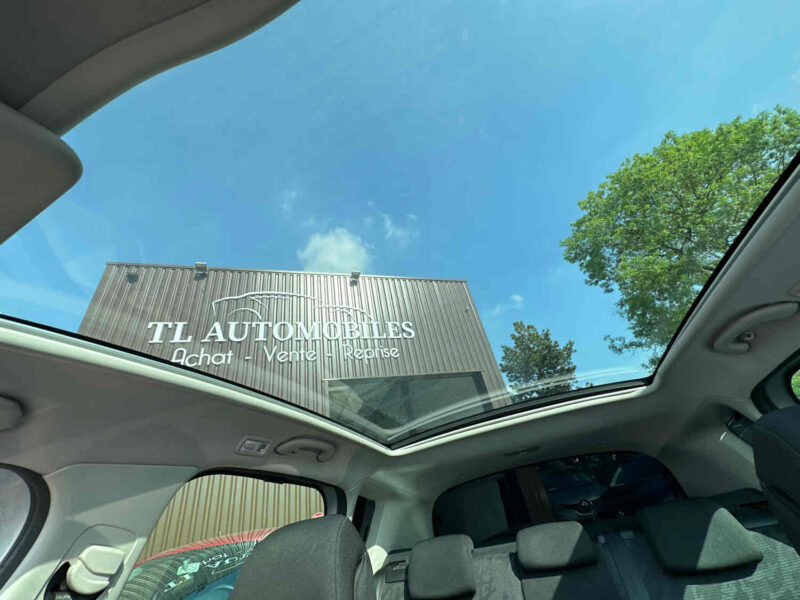 TL AUTOMOBILES
Achat - Vente - Reprise